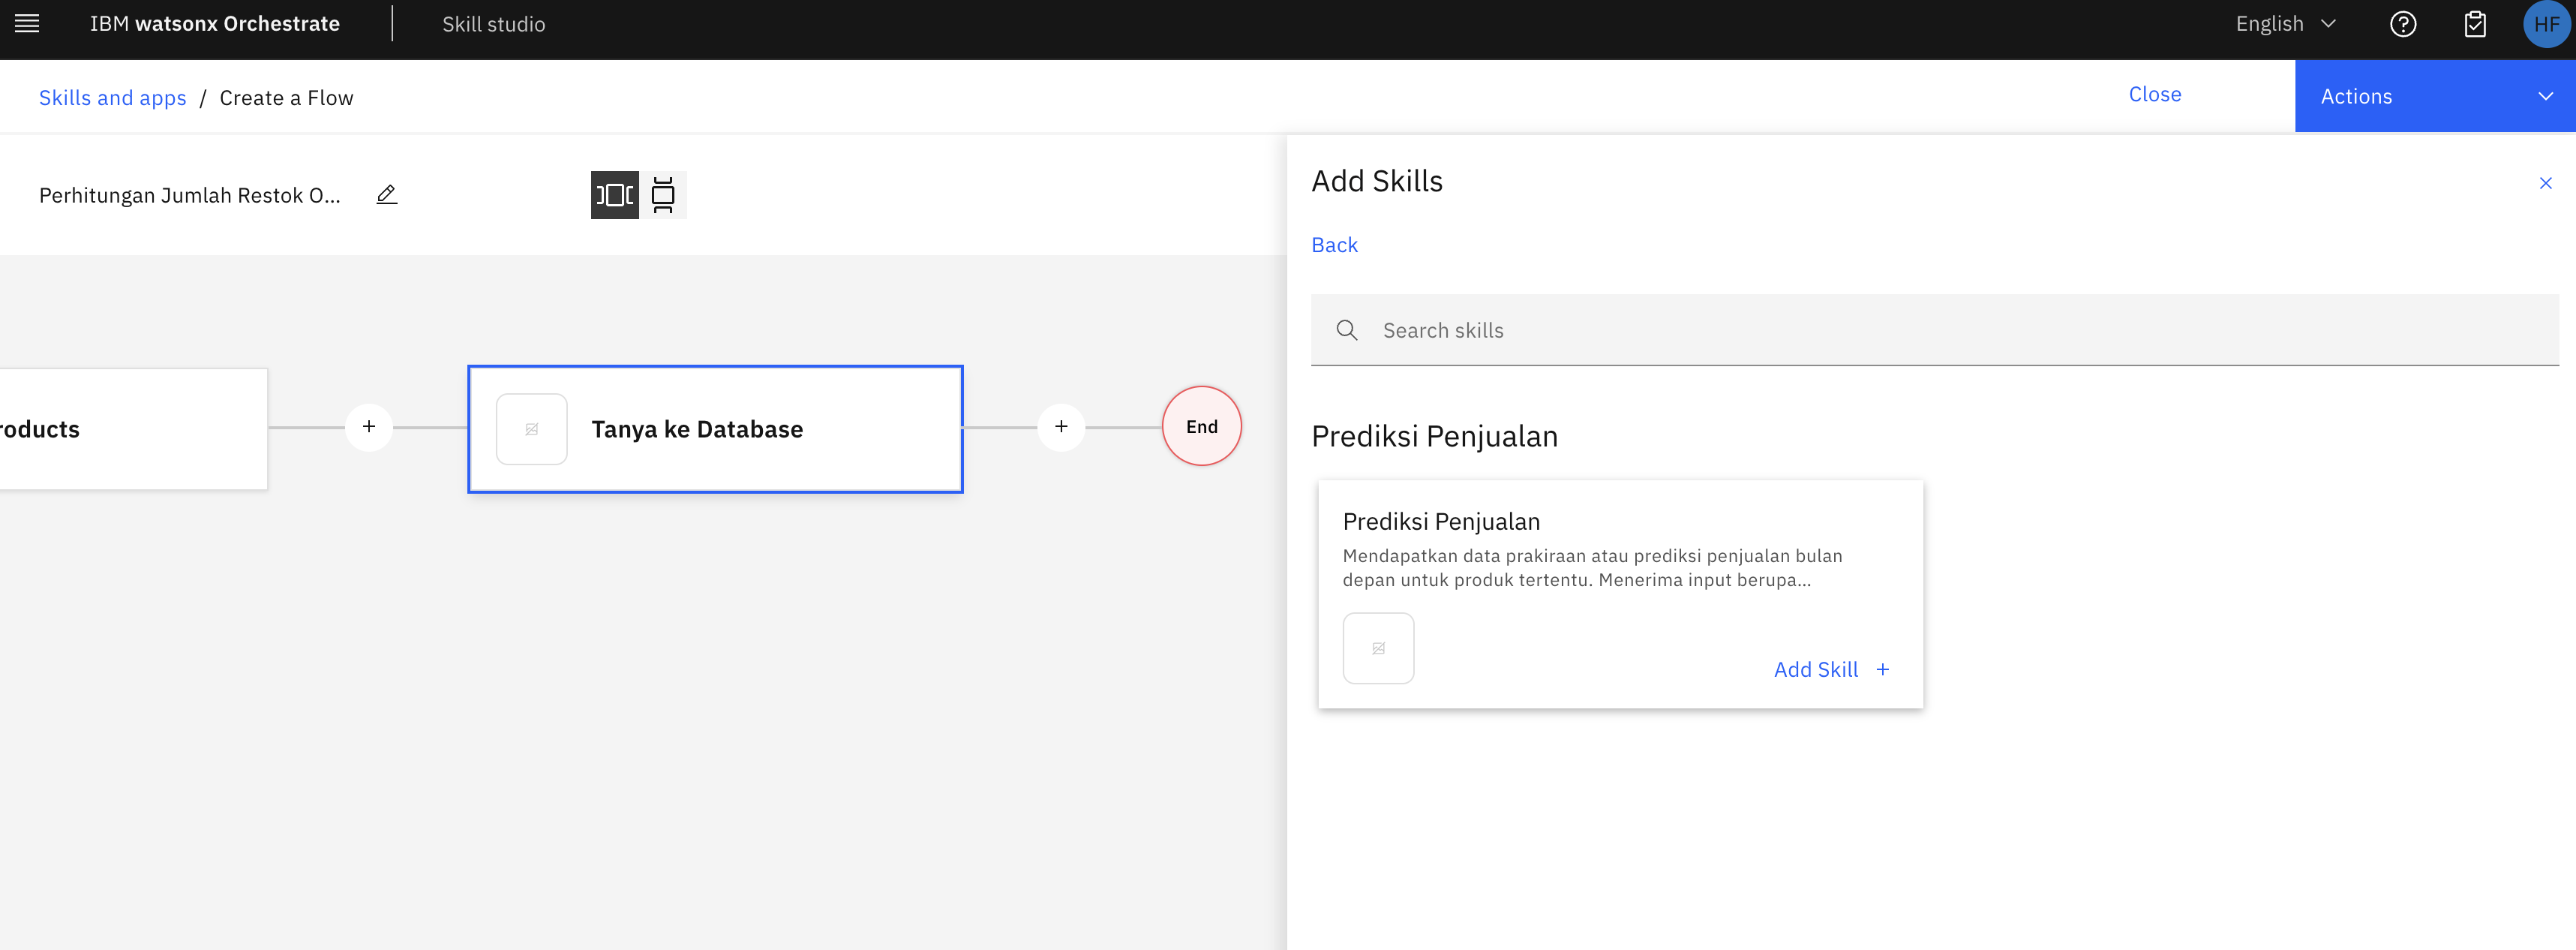 IBM watsonx Orchestrate
Skill studio
English
HF
Skills and apps / Create a Flow
Close
Actions
Perhitungan Jumlah Restok O...
Add Skills
Back
Search skills
roducts
+
Tanya ke Database
+
End
Prediksi Penjualan
Prediksi Penjualan
Mendapatkan data prakiraan atau prediksi penjualan bulan
depan untuk produk tertentu. Menerima input berupa...
Add Skill +